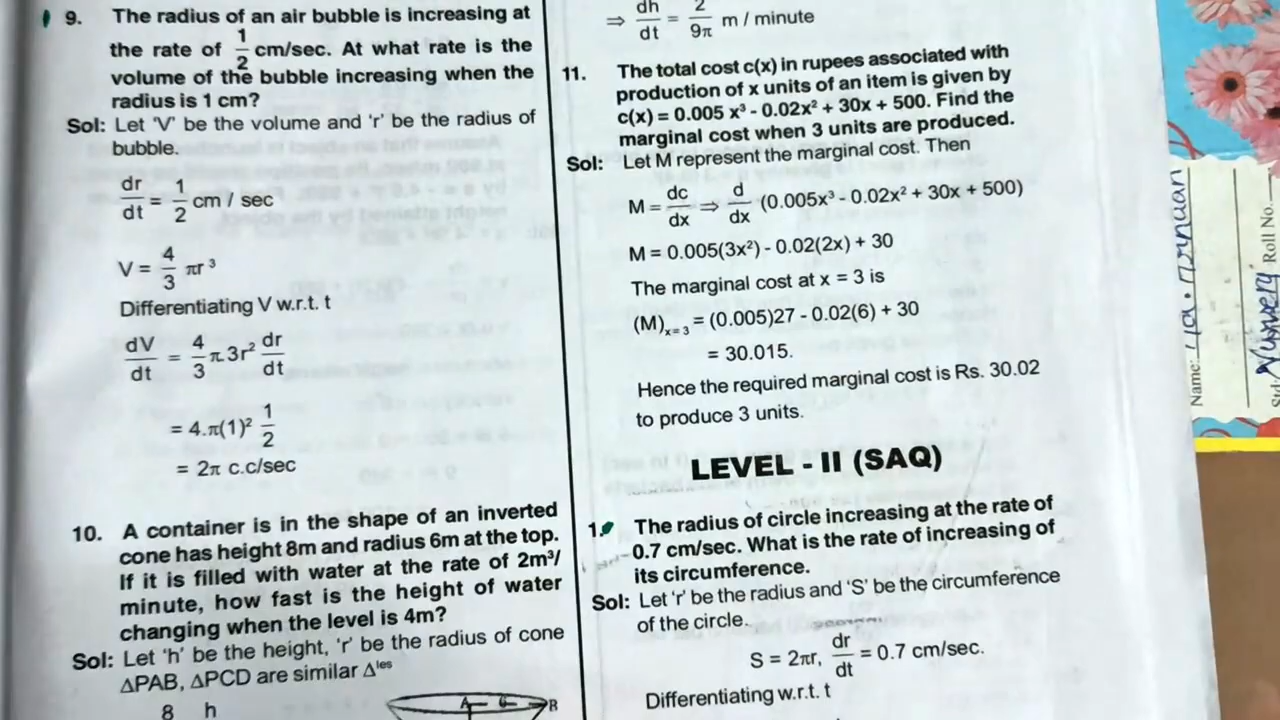 9. The radius of an air bubble is increasing at
the rate of 1/2 cm/sec. At what rate is the
volume of the bubble increasing when the
radius is 1 cm?
Sol: Let 'V' be the volume and 'r' be the radius of
bubble.
dr/dt = 1/2 cm / sec
V = 4/3 πr³
Differentiating V w.r.t. t
dV/dt = 4/3 π 3r² dr/dt
= 4.π(1)² 1/2
= 2π c.c/sec
10. A container is in the shape of an inverted
cone has height 8m and radius 6m at the top.
If it is filled with water at the rate of 2m³/
minute, how fast is the height of water
changing when the level is 4m?
Sol: Let 'h' be the height, 'r' be the radius of cone
ΔPAB, ΔPCD are similar Δles
8 h
A 6 B
⇒ dh/dt = 2/9π m / minute
11. The total cost c(x) in rupees associated with
production of x units of an item is given by
c(x) = 0.005 x³ - 0.02x² + 30x + 500. Find the
marginal cost when 3 units are produced.
Sol: Let M represent the marginal cost. Then
M = dc/dx ⇒ d/dx (0.005x³ - 0.02x² + 30x + 500)
M = 0.005(3x²) - 0.02(2x) + 30
The marginal cost at x = 3 is
(M)x=3 = (0.005)27 - 0.02(6) + 30
= 30.015.
Hence the required marginal cost is Rs. 30.02
to produce 3 units.
LEVEL - II (SAQ)
1. The radius of circle increasing at the rate of
0.7 cm/sec. What is the rate of increasing of
its circumference.
Sol: Let 'r' be the radius and 'S' be the circumference
of the circle.
S = 2πr, dr/dt = 0.7 cm/sec.
Differentiating w.r.t. t
Name:
Std: Nursery Roll No.